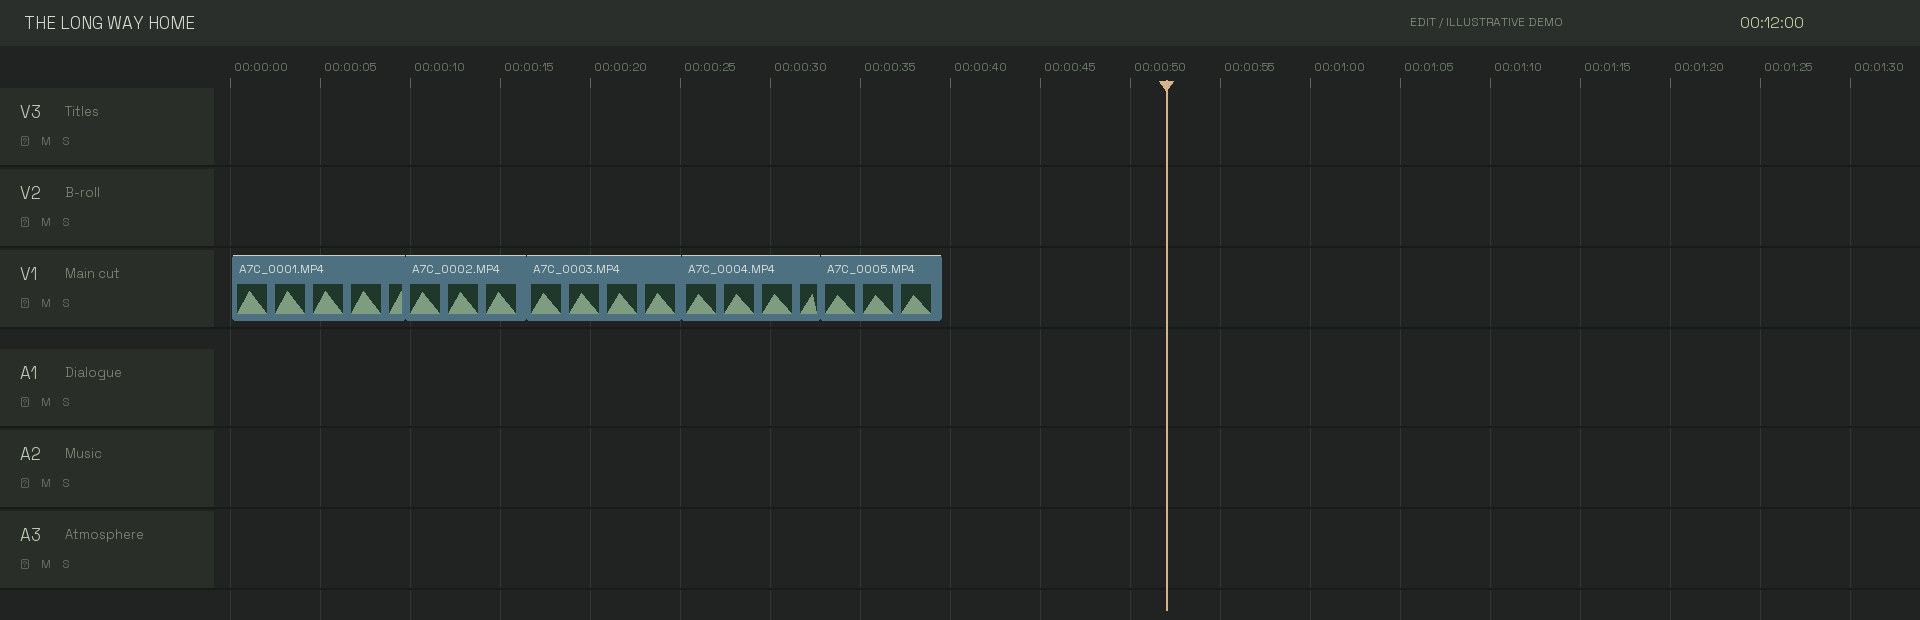 THE LONG WAY HOME
EDIT / ILLUSTRATIVE DEMO
00:12:00
00:00:00 00:00:05 00:00:10 00:00:15 00:00:20 00:00:25 00:00:30 00:00:35 00:00:40 00:00:45 00:00:50 00:00:55 00:01:00 00:01:05 00:01:10 00:01:15 00:01:20 00:01:25 00:01:30
V3 Titles
M S
V2 B-roll
M S
V1 Main cut
M S
A7C_0001.MP4 A7C_0002.MP4 A7C_0003.MP4 A7C_0004.MP4 A7C_0005.MP4
A1 Dialogue
M S
A2 Music
M S
A3 Atmosphere
M S